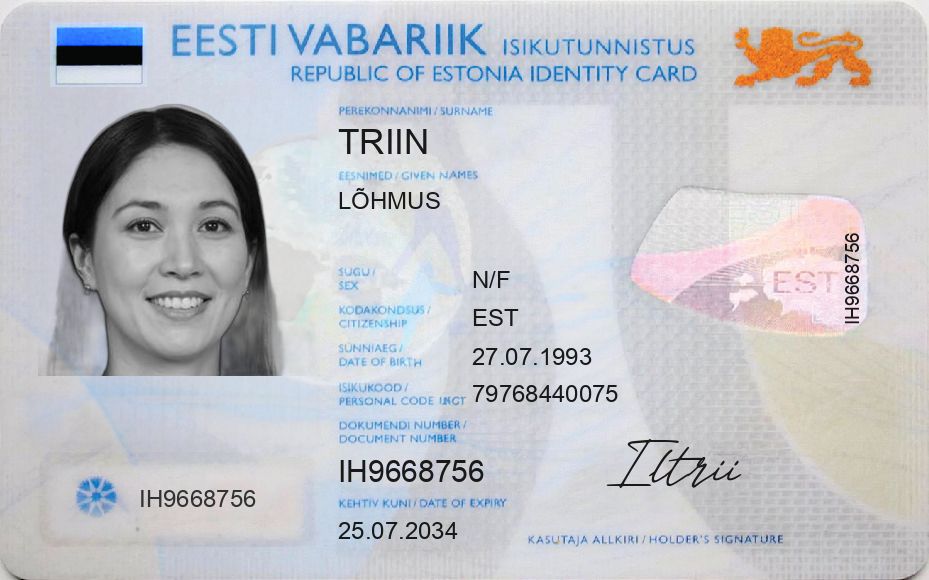 EESTI VABARIIK ISIKUTUNNISTUS
REPUBLIC OF ESTONIA IDENTITY CARD
PEREKONNANIMI / SURNAME
TRIIN
EESNIMED / GIVEN NAMES
LÕHMUS
SUGU /
SEX
N/F
KODAKONDSUS /
CITIZENSHIP
EST
SÜNNIAEG /
DATE OF BIRTH
27.07.1993
ISIKUKOOD /
PERSONAL CODE
79768440075
DOKUMENDI NUMBER /
DOCUMENT NUMBER
IH9668756
KEHTIV KUNI / DATE OF EXPIRY
25.07.2034
IH9668756
EST
IH9668756
KASUTAJA ALLKIRI / HOLDER'S SIGNATURE